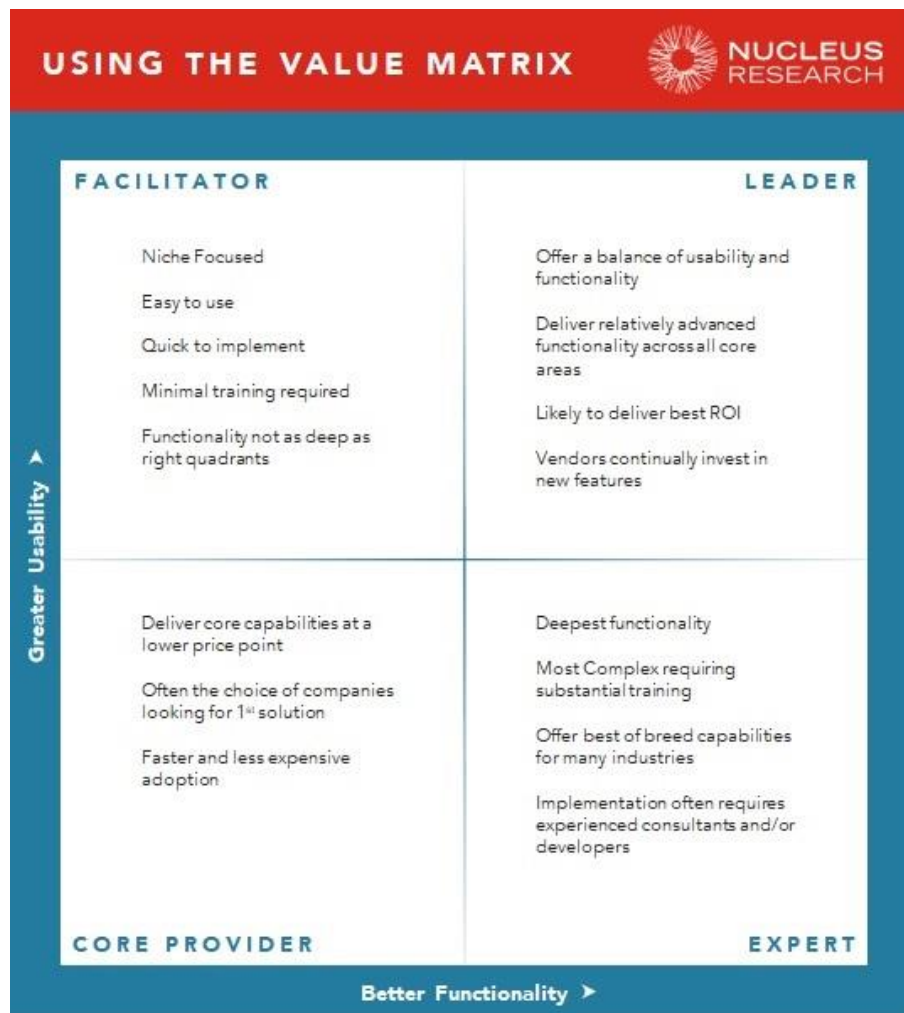 USING THE VALUE MATRIX
NUCLEUS
RESEARCH
FACILITATOR
Niche Focused
Easy to use
Quick to implement
Minimal training required
Functionality not as deep as
right quadrants
LEADER
Offer a balance of usability and
functionality
Deliver relatively advanced
functionality across all core
areas
Likely to deliver best ROI
Vendors continually invest in
new features
Greater Usability ➤
Deliver core capabilities at a
lower price point
Often the choice of companies
looking for 1st solution
Faster and less expensive
adoption
CORE PROVIDER
Deepest functionality
Most Complex requiring
substantial training
Offer best of breed capabilities
for many industries
Implementation often requires
experienced consultants and/or
developers
EXPERT
Better Functionality ➤